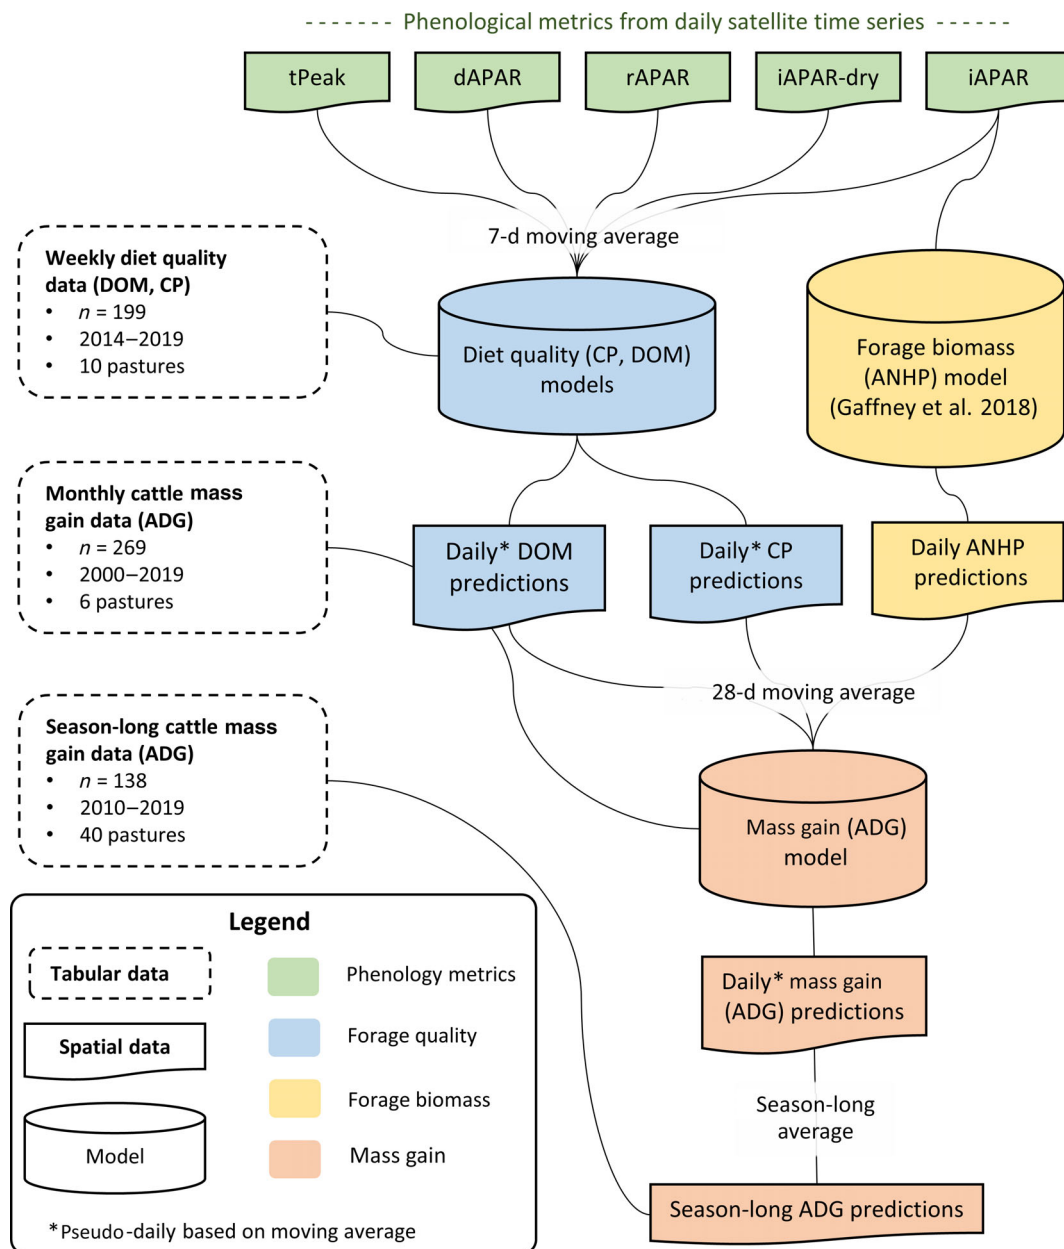 - - - - - - - - Phenological metrics from daily satellite time series - - - - - -
tPeak
dAPAR
rAPAR
iAPAR-dry
iAPAR
7-d moving average
Weekly diet quality
data (DOM, CP)
• n = 199
• 2014–2019
• 10 pastures
Diet quality (CP, DOM)
models
Forage biomass
(ANHP) model
(Gaffney et al. 2018)
Monthly cattle mass
gain data (ADG)
• n = 269
• 2000–2019
• 6 pastures
Daily* DOM
predictions
Daily* CP
predictions
Daily ANHP
predictions
28-d moving average
Season-long cattle mass
gain data (ADG)
• n = 138
• 2010–2019
• 40 pastures
Mass gain (ADG)
model
Daily* mass gain
(ADG) predictions
Season-long
average
Season-long ADG predictions
Legend
Tabular data
Spatial data
Model
Phenology metrics
Forage quality
Forage biomass
Mass gain
*Pseudo-daily based on moving average